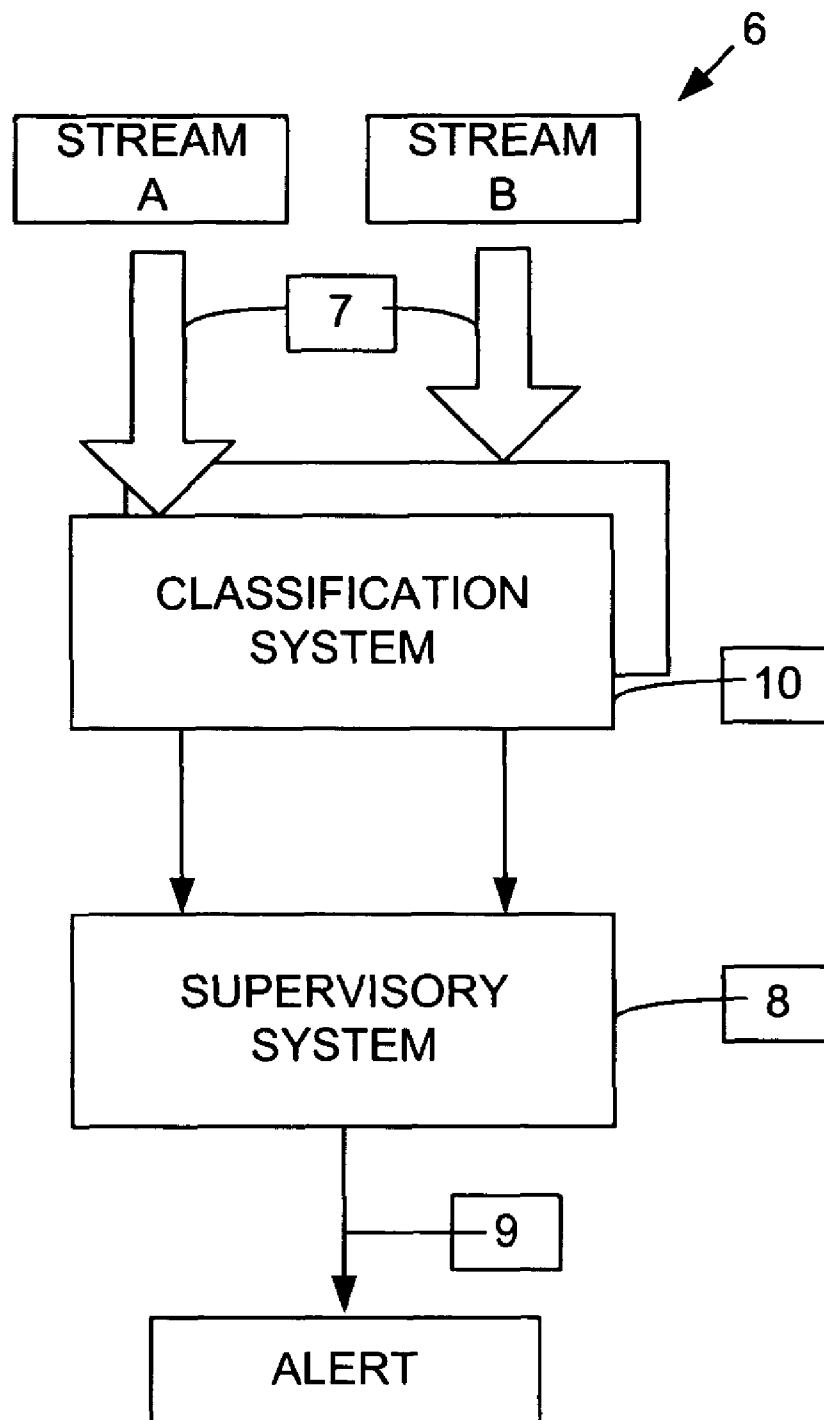 6
STREAM
A
STREAM
B
7
CLASSIFICATION
SYSTEM
10
SUPERVISORY
SYSTEM
8
9
ALERT